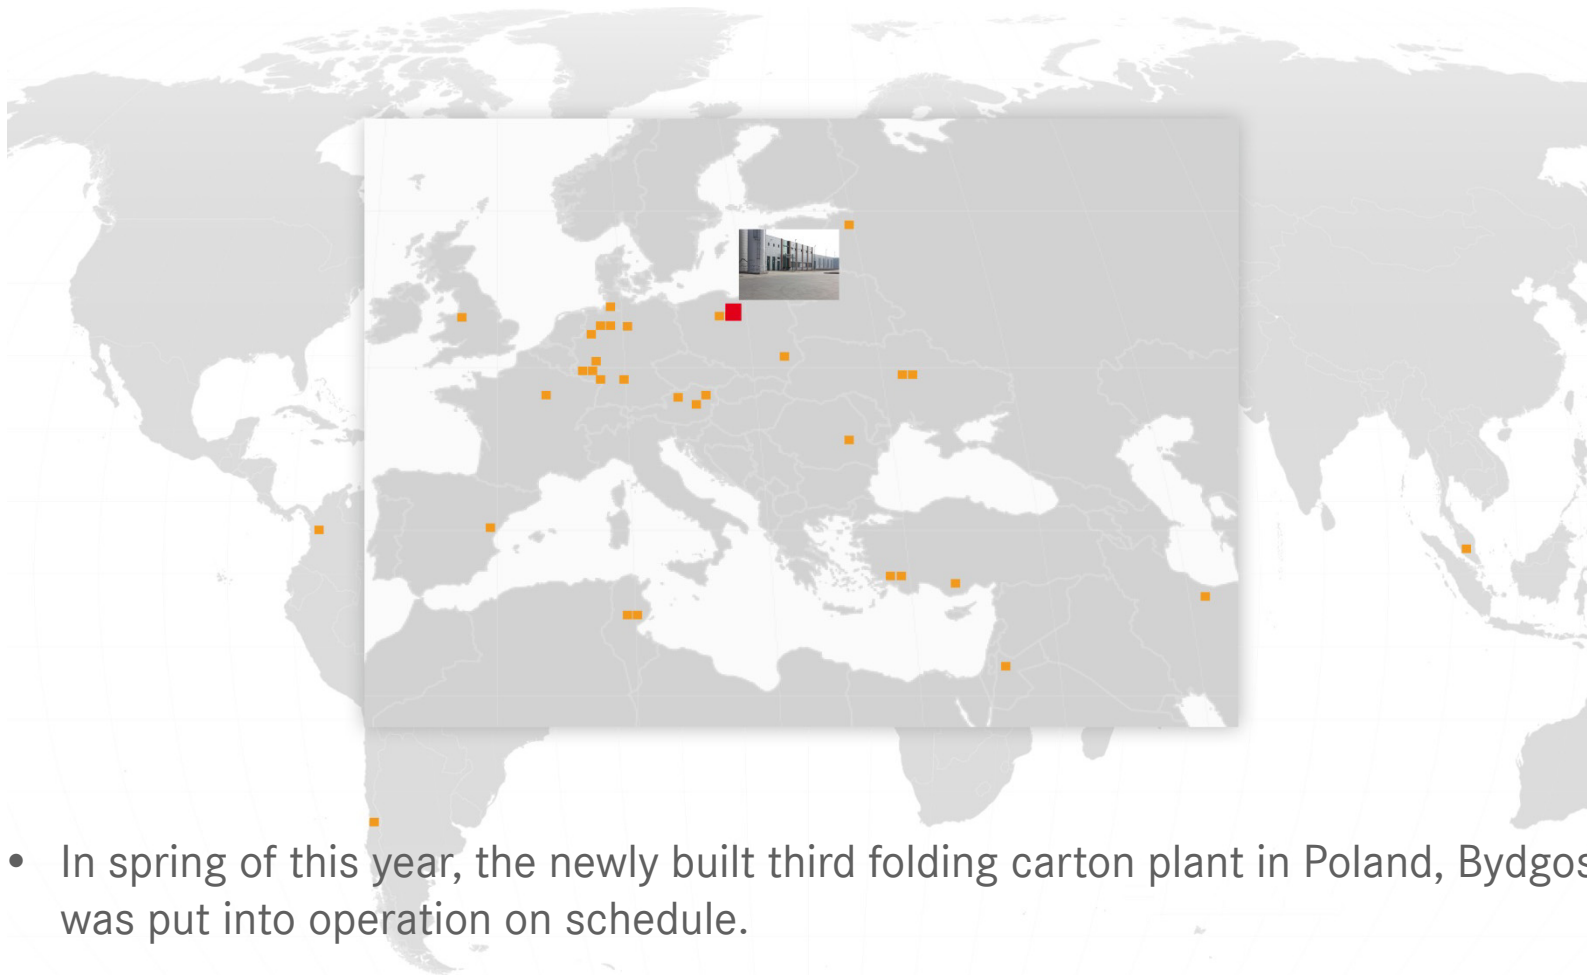 • In spring of this year, the newly built third folding carton plant in Poland, Bydgos
was put into operation on schedule.